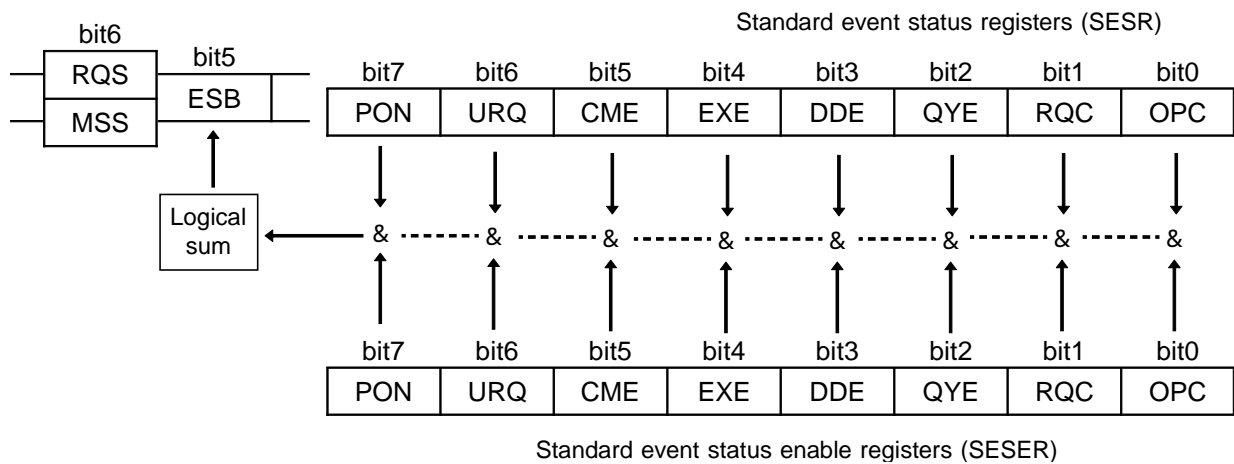 Standard event status registers (SESR)
bit6
bit5
bit7 bit6 bit5 bit4 bit3 bit2 bit1 bit0
RQS
MSS
ESB
PON URQ CME EXE DDE QYE RQC OPC
Logical
sum
& & & & & & & &
bit7 bit6 bit5 bit4 bit3 bit2 bit1 bit0
PON URQ CME EXE DDE QYE RQC OPC
Standard event status enable registers (SESER)